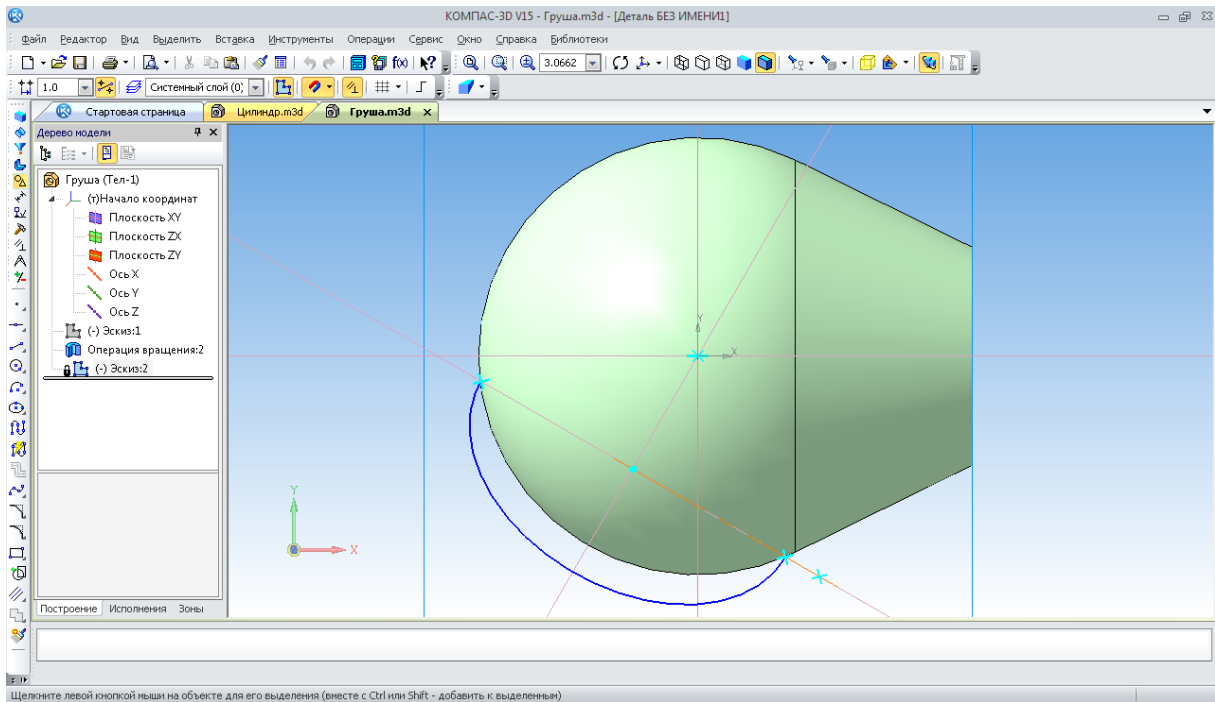 КОМПАС-3D V15 - Груша.m3d - [Деталь БЕЗ ИМЕНИ1]
Файл Редактор Вид Выделить Вставка Инструменты Операции Сервис Окно Справка Библиотеки
f(x) 3.0662
1.0 Системный слой (0)
Стартовая страница Цилиндр.m3d Груша.m3d
Дерево модели
Груша (Тел-1)
(т)Начало координат
Плоскость XY
Плоскость ZX
Плоскость ZY
Ось X
Ось Y
Ось Z
(-) Эскиз:1
Операция вращения:2
(-) Эскиз:2
Y
X
Y
X
Построение Исполнения Зоны
Щелкните левой кнопкой мыши на объекте для его выделения (вместе с Ctrl или Shift - добавить к выделенным)